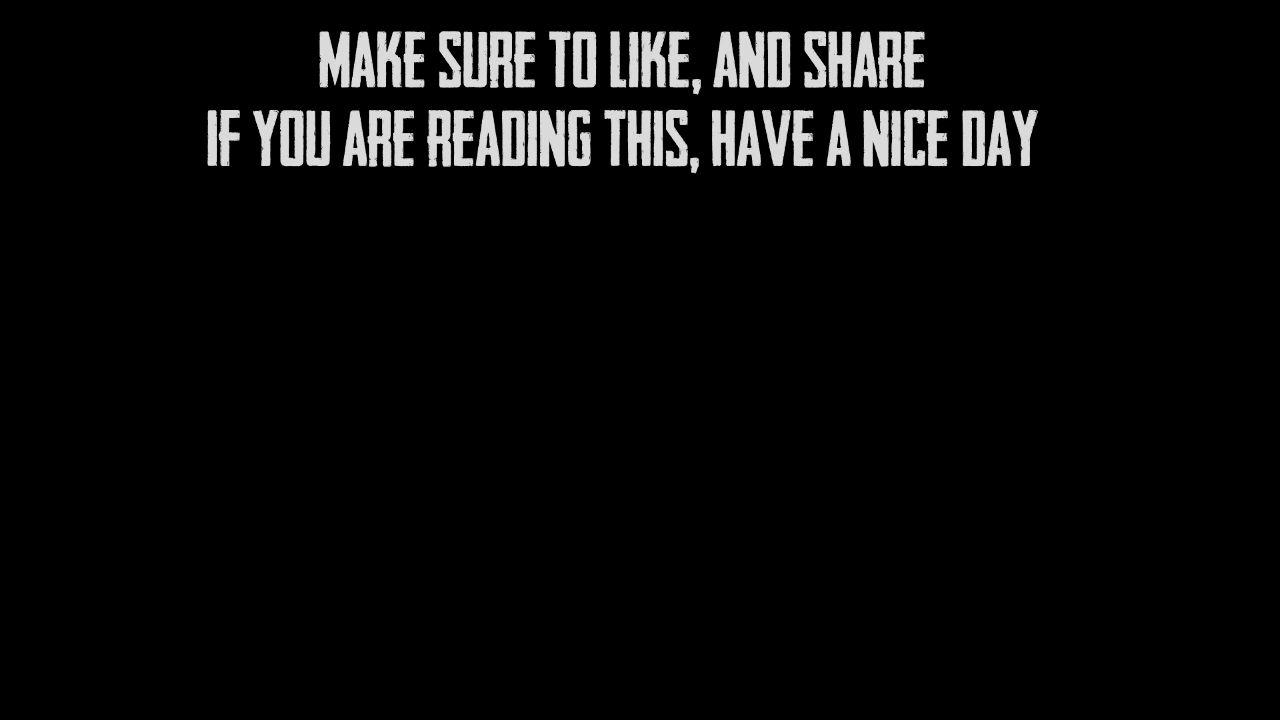 MAKE SURE TO LIKE, AND SHARE
IF YOU ARE READING THIS, HAVE A NICE DAY